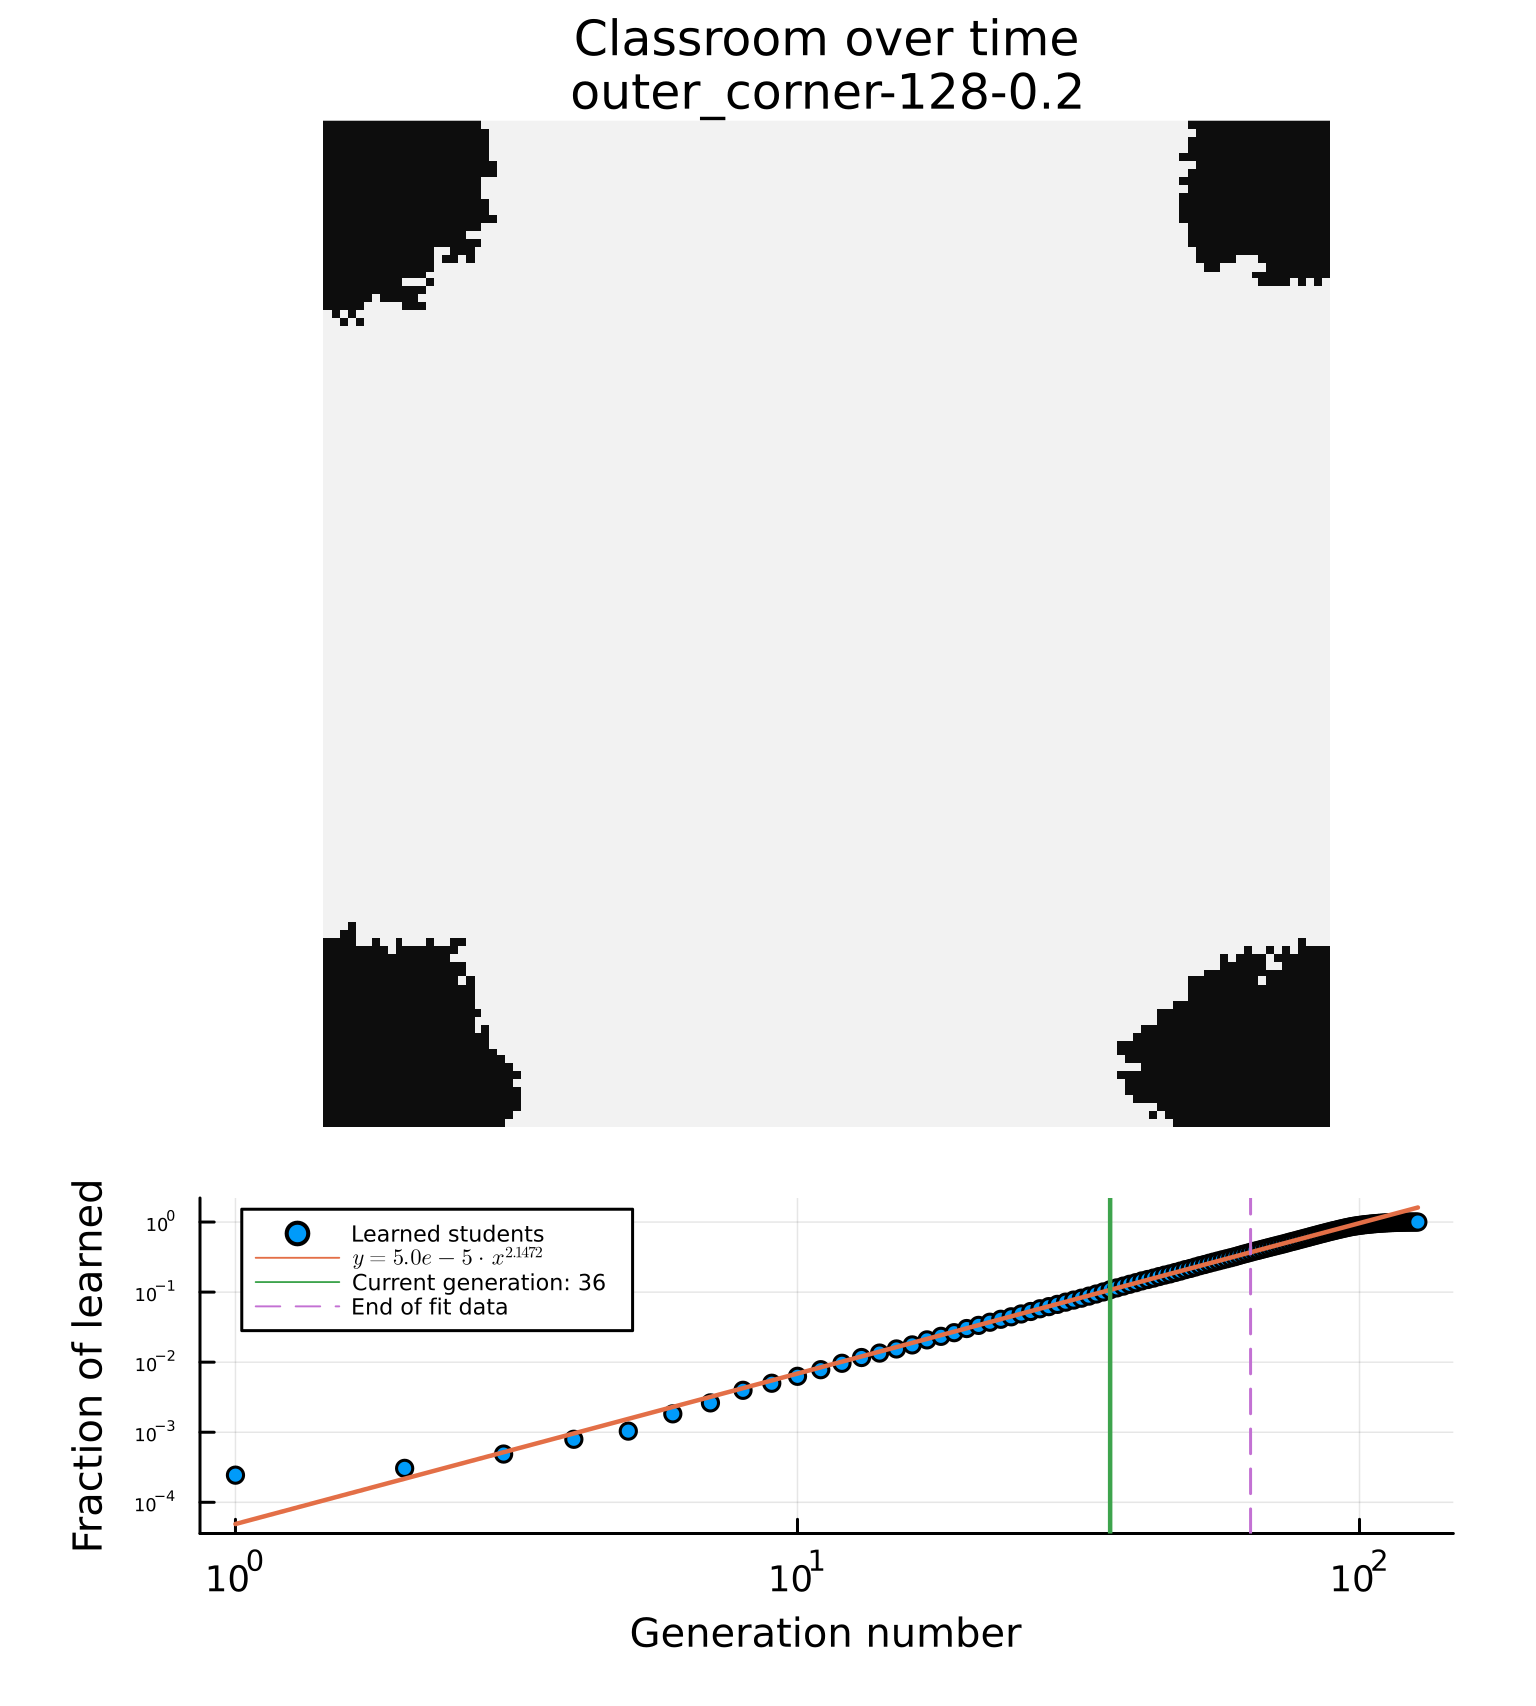 Classroom over time
outer_corner-128-0.2
Fraction of learned
10^0
10^-1
10^-2
10^-3
10^-4
Learned students
y = 5.0e − 5 · x^2.1472
Current generation: 36
End of fit data
10^0 10^1 10^2
Generation number